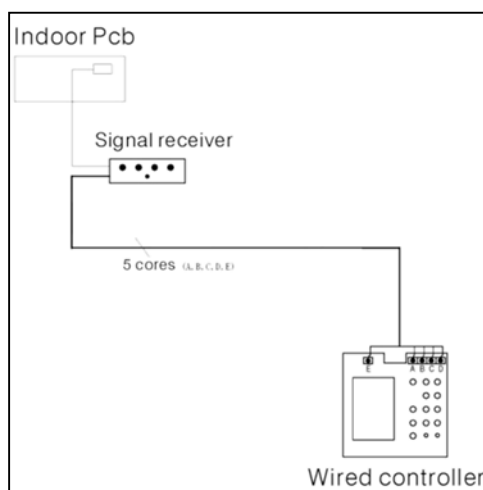 Indoor Pcb
Signal receiver
5 cores (A, B, C, D, E)
E A B C D
Wired controller